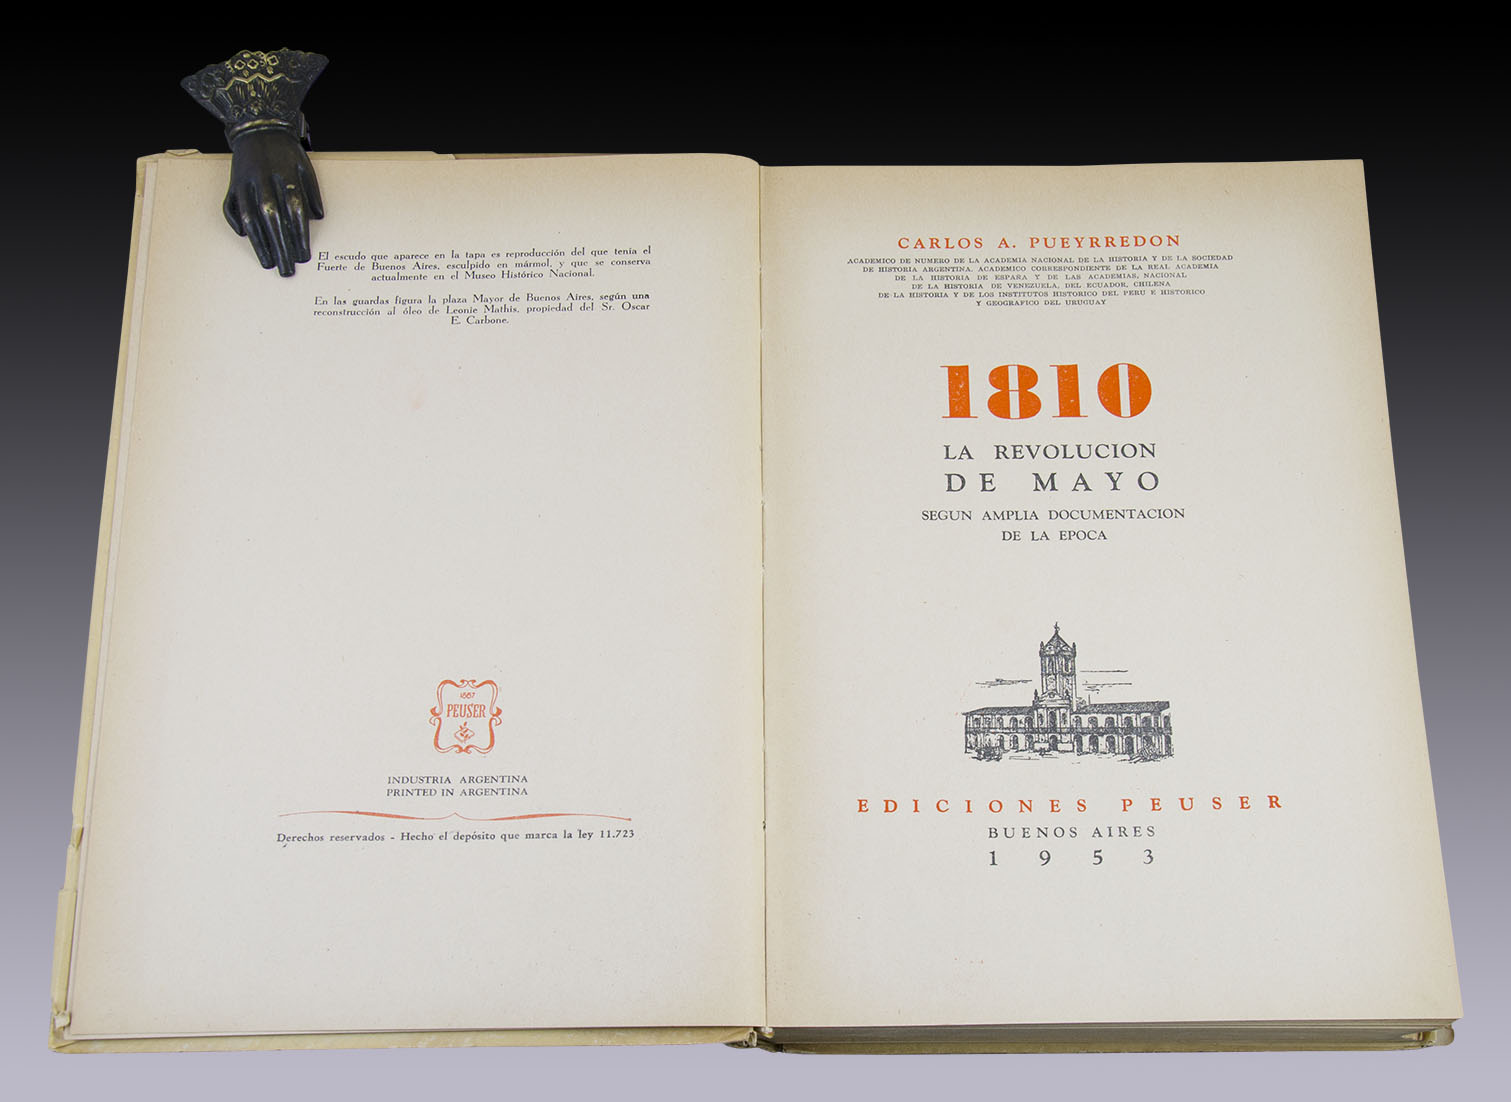 El escudo que aparece en la tapa es reproducción del que tenía el
Fuerte de Buenos Aires, esculpido en mármol, y que se conserva
actualmente en el Museo Histórico Nacional.
En las guardas figura la plaza Mayor de Buenos Aires, según una
reconstrucción al óleo de Leonie Mathis, propiedad del Sr. Oscar
E. Carbone.
1867
PEUSER
INDUSTRIA ARGENTINA
PRINTED IN ARGENTINA
Derechos reservados - Hecho el depósito que marca la ley 11.723
CARLOS A. PUEYRREDON
ACADEMICO DE NUMERO DE LA ACADEMIA NACIONAL DE LA HISTORIA Y DE LA SOCIEDAD
DE HISTORIA ARGENTINA. ACADEMICO CORRESPONDIENTE DE LA REAL ACADEMIA
DE LA HISTORIA DE ESPAÑA Y DE LAS ACADEMIAS, NACIONAL
DE LA HISTORIA DE VENEZUELA, DEL ECUADOR, CHILENA
DE LA HISTORIA Y DE LOS INSTITUTOS HISTORICO DEL PERU E HISTORICO
Y GEOGRAFICO DEL URUGUAY
1810
LA REVOLUCION
DE MAYO
SEGUN AMPLIA DOCUMENTACION
DE LA EPOCA
EDICIONES PEUSER
BUENOS AIRES
1953